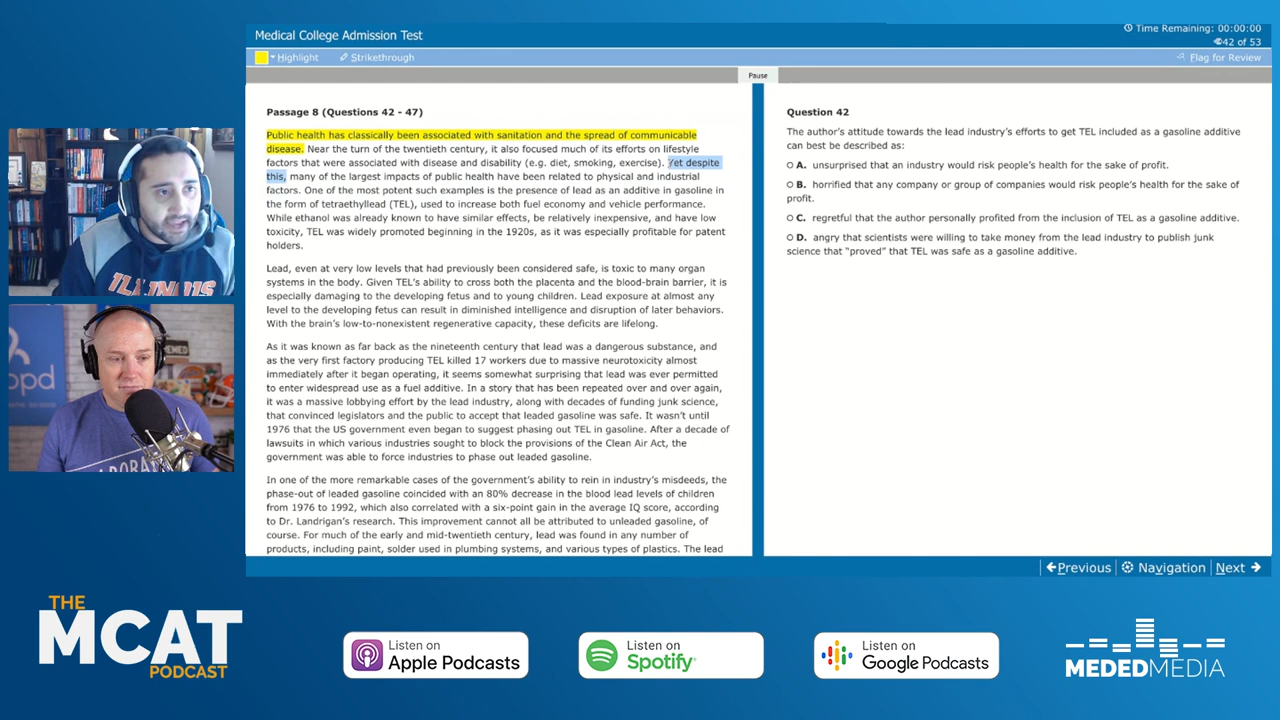 Medical College Admission Test
Time Remaining: 00:00:00
42 of 53
Highlight
Strikethrough
Flag for Review
Pause
Passage 8 (Questions 42 - 47)
Public health has classically been associated with sanitation and the spread of communicable
disease. Near the turn of the twentieth century, it also focused much of its efforts on lifestyle
factors that were associated with disease and disability (e.g. diet, smoking, exercise). Yet despite
this, many of the largest impacts of public health have been related to physical and industrial
factors. One of the most potent such examples is the presence of lead as an additive in gasoline in
the form of tetraethyllead (TEL), used to increase both fuel economy and vehicle performance.
While ethanol was already known to have similar effects, be relatively inexpensive, and have low
toxicity, TEL was widely promoted beginning in the 1920s, as it was especially profitable for patent
holders.
Lead, even at very low levels that had previously been considered safe, is toxic to many organ
systems in the body. Given TEL's ability to cross both the placenta and the blood-brain barrier, it is
especially damaging to the developing fetus and to young children. Lead exposure at almost any
level to the developing fetus can result in diminished intelligence and disruption of later behaviors.
With the brain's low-to-nonexistent regenerative capacity, these deficits are lifelong.
As it was known as far back as the nineteenth century that lead was a dangerous substance, and
as the very first factory producing TEL killed 17 workers due to massive neurotoxicity almost
immediately after it began operating, it seems somewhat surprising that lead was ever permitted
to enter widespread use as a fuel additive. In a story that has been repeated over and over again,
it was a massive lobbying effort by the lead industry, along with decades of funding junk science,
that convinced legislators and the public to accept that leaded gasoline was safe. It wasn't until
1976 that the US government even began to suggest phasing out TEL in gasoline. After a decade of
lawsuits in which various industries sought to block the provisions of the Clean Air Act, the
government was able to force industries to phase out leaded gasoline.
In one of the more remarkable cases of the government's ability to rein in industry's misdeeds, the
phase-out of leaded gasoline coincided with an 80% decrease in the blood lead levels of children
from 1976 to 1992, which also correlated with a six-point gain in the average IQ score, according
to Dr. Landrigan's research. This improvement cannot all be attributed to unleaded gasoline, of
course. For much of the early and mid-twentieth century, lead was found in any number of
products, including paint, solder used in plumbing systems, and various types of plastics. The lead
Question 42
The author's attitude towards the lead industry's efforts to get TEL included as a gasoline additive
can best be described as:
A. unsurprised that an industry would risk people's health for the sake of profit.
B. horrified that any company or group of companies would risk people's health for the sake of
profit.
C. regretful that the author personally profited from the inclusion of TEL as a gasoline additive.
D. angry that scientists were willing to take money from the lead industry to publish junk
science that "proved" that TEL was safe as a gasoline additive.
Previous
Navigation
Next
ILLINOIS
THE
MCAT
PODCAST
Listen on
Apple Podcasts
Listen on
Spotify
Listen on
Google Podcasts
MEDEDMEDIA